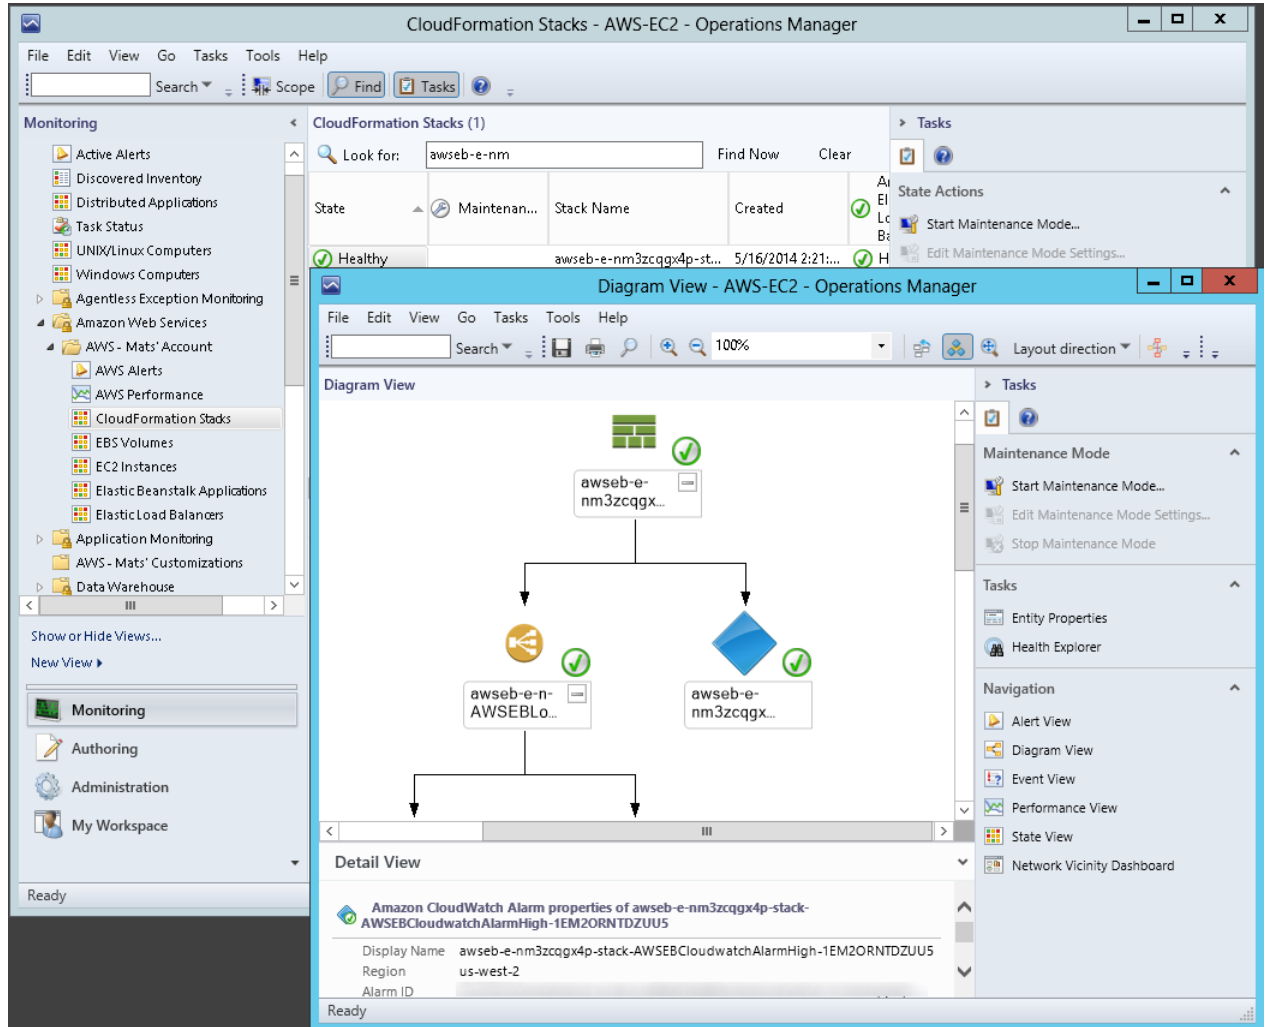 CloudFormation Stacks - AWS-EC2 - Operations Manager
File Edit View Go Tasks Tools Help
Search Scope Find Tasks
Monitoring
Active Alerts
Discovered Inventory
Distributed Applications
Task Status
UNIX/Linux Computers
Windows Computers
Agentless Exception Monitoring
Amazon Web Services
AWS - Mats' Account
AWS Alerts
AWS Performance
CloudFormation Stacks
EBS Volumes
EC2 Instances
Elastic Beanstalk Applications
Elastic Load Balancers
Application Monitoring
AWS - Mats' Customizations
Data Warehouse
Show or Hide Views...
New View
Monitoring
Authoring
Administration
My Workspace
Ready
CloudFormation Stacks (1)
Look for: awseb-e-nm Find Now Clear
State Maintenan... Stack Name Created
Healthy awseb-e-nm3zcqgx4p-st... 5/16/2014 2:21:... H
Tasks
State Actions
Start Maintenance Mode...
Edit Maintenance Mode Settings...
Diagram View - AWS-EC2 - Operations Manager
File Edit View Go Tasks Tools Help
Search 100% Layout direction
Diagram View
awseb-e-
nm3zcqgx...
awseb-e-n-
AWSEBLo...
awseb-e-
nm3zcqgx...
Detail View
Amazon CloudWatch Alarm properties of awseb-e-nm3zcqgx4p-stack-
AWSEBCloudwatchAlarmHigh-1EM2ORNTDZUU5
Display Name awseb-e-nm3zcqgx4p-stack-AWSEBCloudwatchAlarmHigh-1EM2ORNTDZUU5
Region us-west-2
Alarm ID
Ready
Tasks
Maintenance Mode
Start Maintenance Mode...
Edit Maintenance Mode Settings...
Stop Maintenance Mode
Tasks
Entity Properties
Health Explorer
Navigation
Alert View
Diagram View
Event View
Performance View
State View
Network Vicinity Dashboard